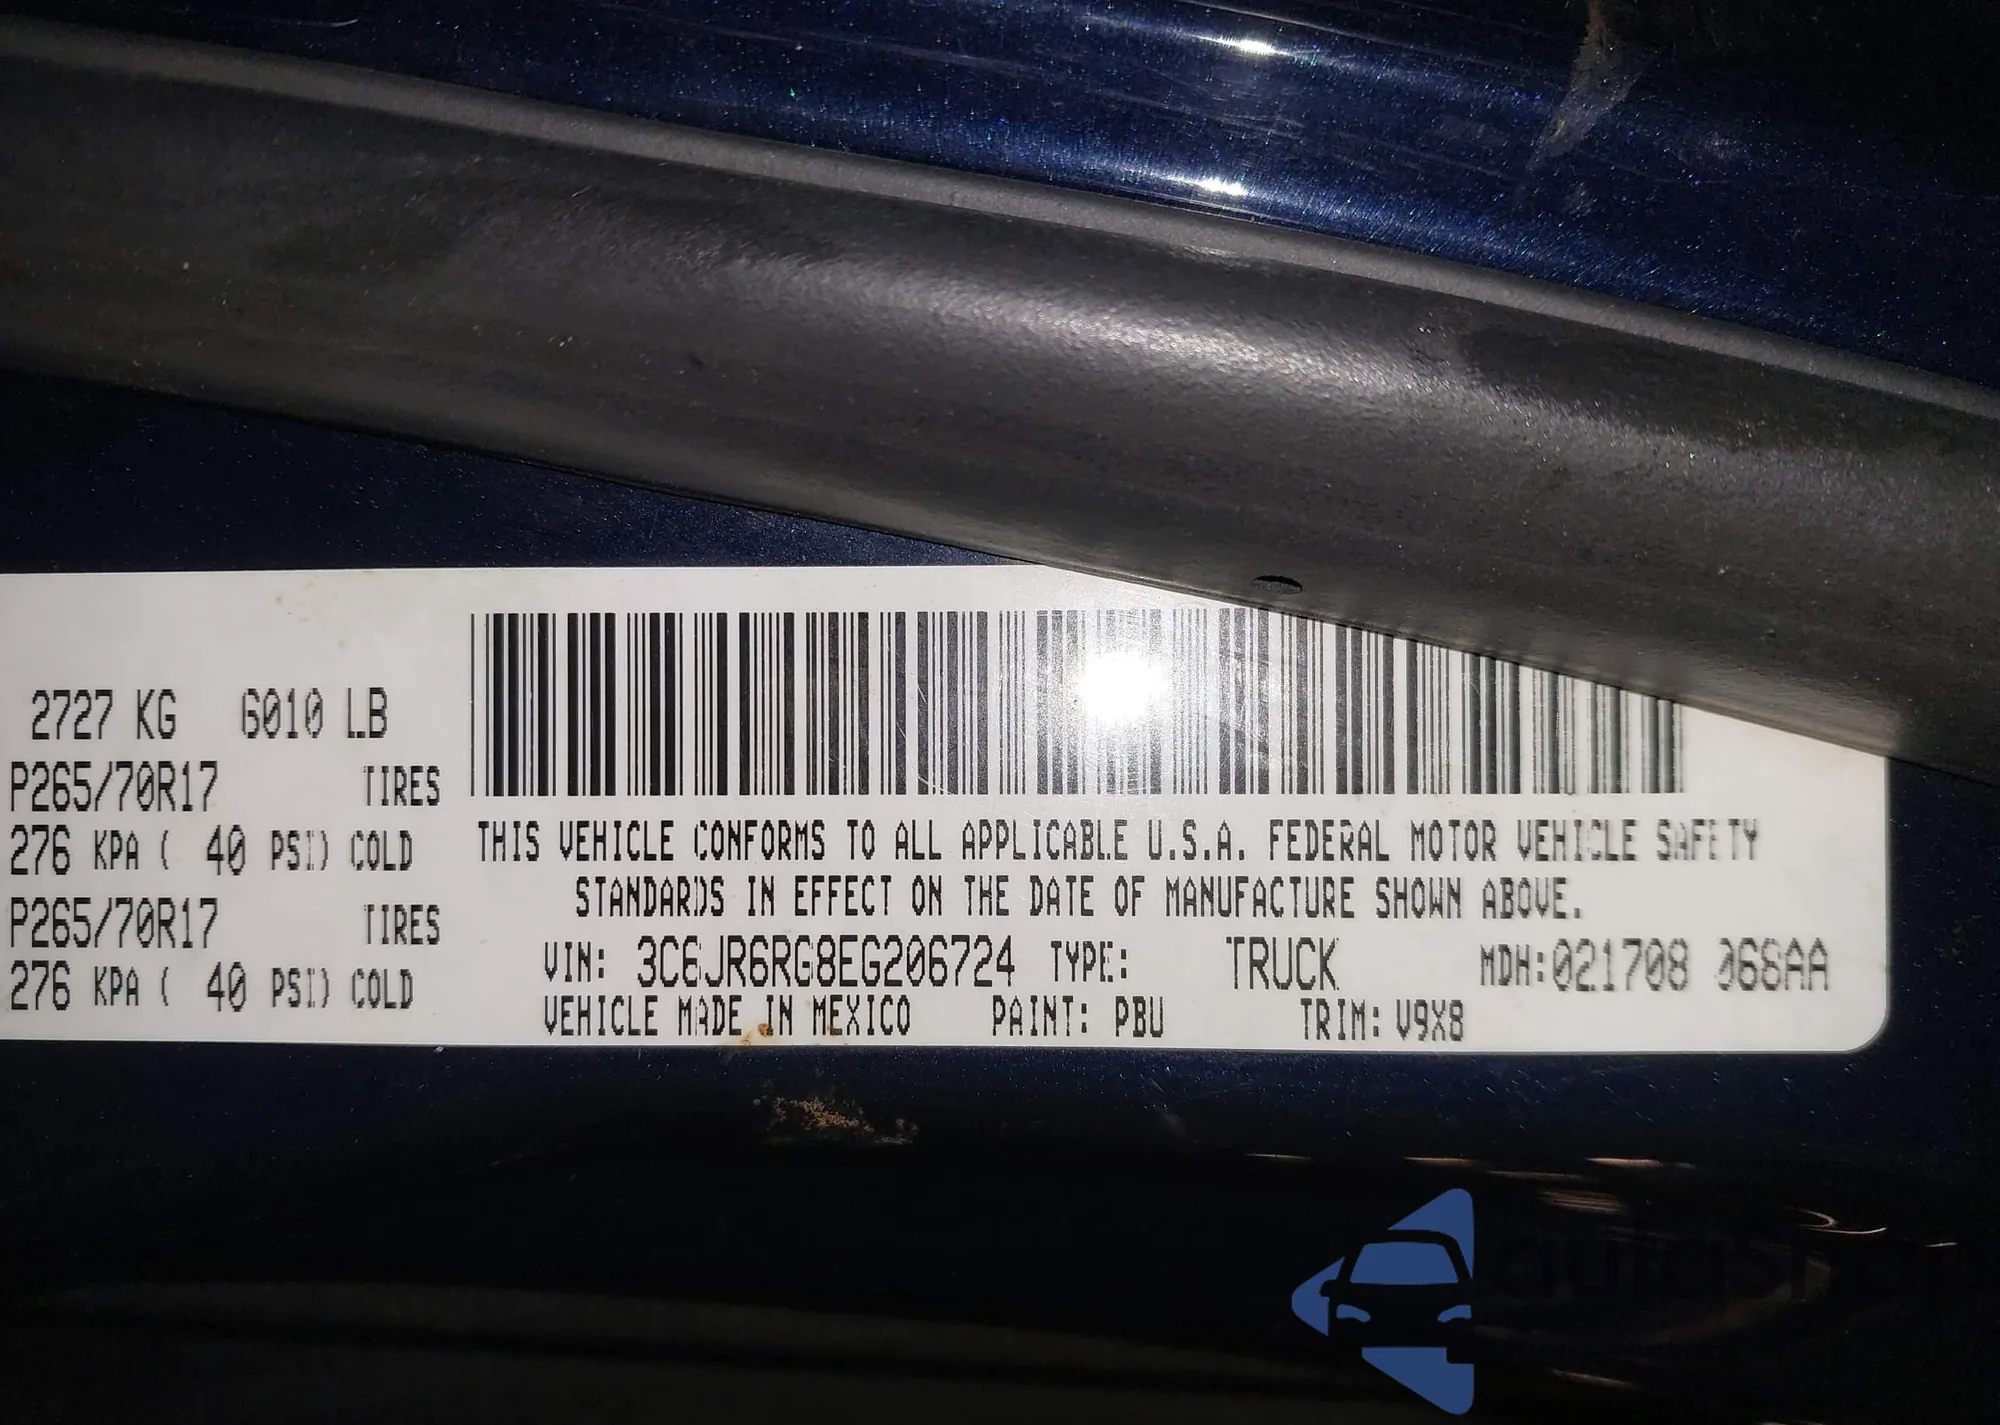 2727 KG 6010 LB
P265/70R17 TIRES
276 KPA ( 40 PSI) COLD
P265/70R17 TIRES
276 KPA ( 40 PSI) COLD
THIS VEHICLE CONFORMS TO ALL APPLICABLE U.S.A. FEDERAL MOTOR VEHICLE SAFETY
STANDARDS IN EFFECT ON THE DATE OF MANUFACTURE SHOWN ABOVE.
VIN: 3C6JR6RG8EG206724 TYPE: TRUCK MDH:021708 068AA
VEHICLE MADE IN MEXICO PAINT: PBU TRIM: V9X8